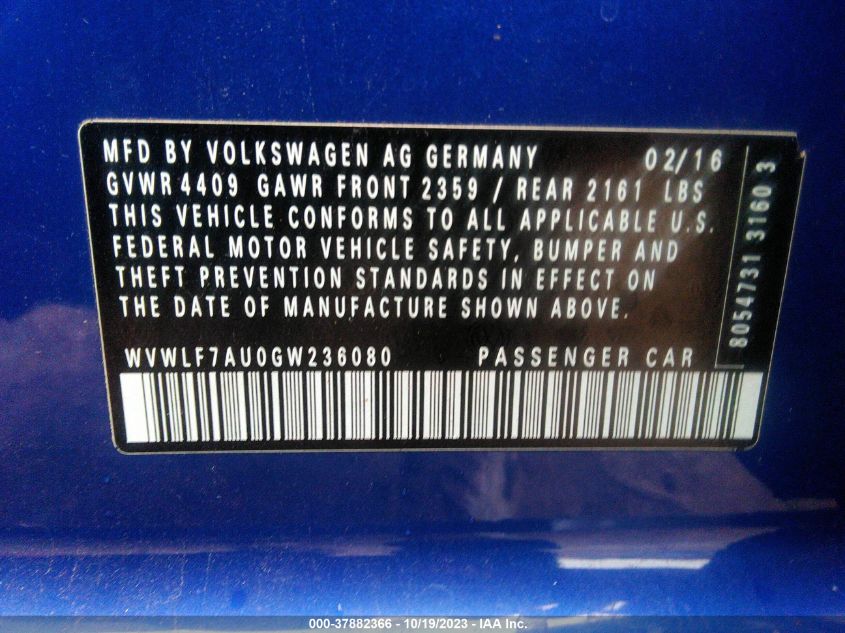 MFD BY VOLKSWAGEN AG GERMANY 02/16
GVWR 4409 GAWR FRONT 2359 / REAR 2161 LBS
THIS VEHICLE CONFORMS TO ALL APPLICABLE U.S.
FEDERAL MOTOR VEHICLE SAFETY, BUMPER AND
THEFT PREVENTION STANDARDS IN EFFECT ON
THE DATE OF MANUFACTURE SHOWN ABOVE.
WVWLF7AU0GW236080 PASSENGER CAR
8054731 3160 3
000-37882366 - 10/19/2023 - IAA Inc.